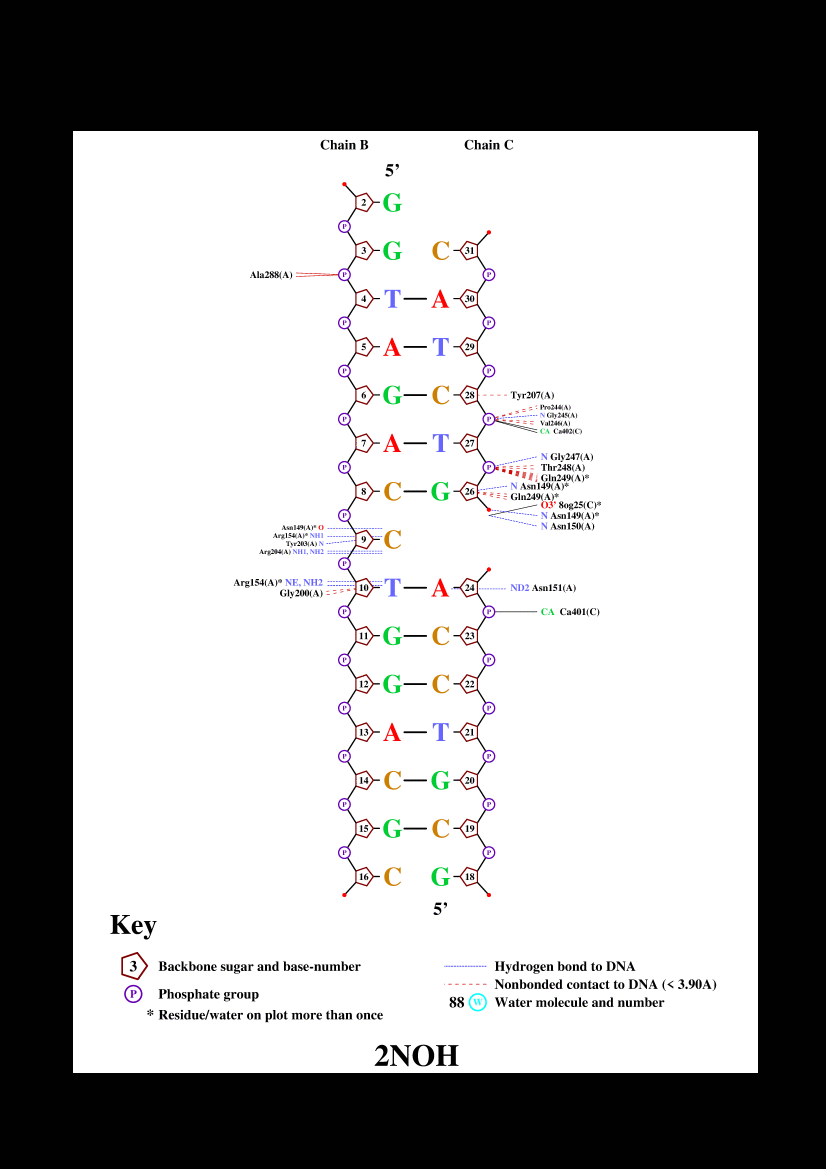 Chain B Chain C
5’
2 G
P
3 G C 31
Ala288(A) P P
4 T A 30
P P
5 A T 29
P P
6 G C 28 Tyr207(A)
Pro244(A)
N Gly245(A)
P P
Val246(A)
CA Ca402(C)
7 A T 27
N Gly247(A)
P P Thr248(A)
Gln249(A)*
8 C G 26 N Asn149(A)*
Gln249(A)*
O3' 8og25(C)*
P N Asn149(A)*
N Asn150(A)
Asn149(A)* O
Arg154(A)* NH1
9 C
Tyr203(A) N
Arg204(A) NH1, NH2
P
Arg154(A)* NE, NH2
10 T A 24 ND2 Asn151(A)
Gly200(A)
P P CA Ca401(C)
11 G C 23
P P
12 G C 22
P P
13 A T 21
P P
14 C G 20
P P
15 G C 19
P P
16 C G 18
5’
Key
3 Backbone sugar and base-number
P Phosphate group
* Residue/water on plot more than once
Hydrogen bond to DNA
Nonbonded contact to DNA (< 3.90A)
88 W Water molecule and number
2NOH